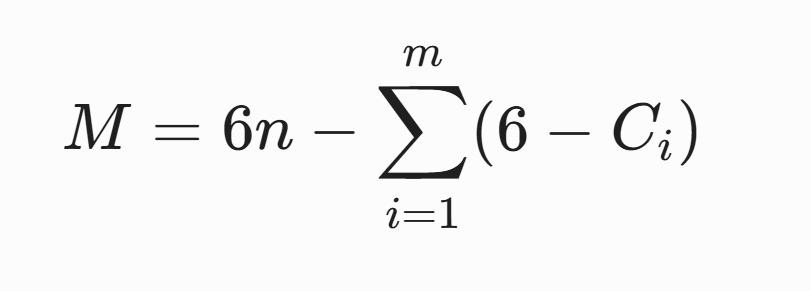 M = 6n − \sum_{i=1}^{m} (6 − C_i)